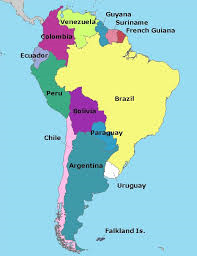 Guyana
Venezuela
Suriname
French Guiana
Colombia
Ecuador
Peru
Brazil
Bolivia
Chile
Paraguay
Argentina
Uruguay
Falkland Is.